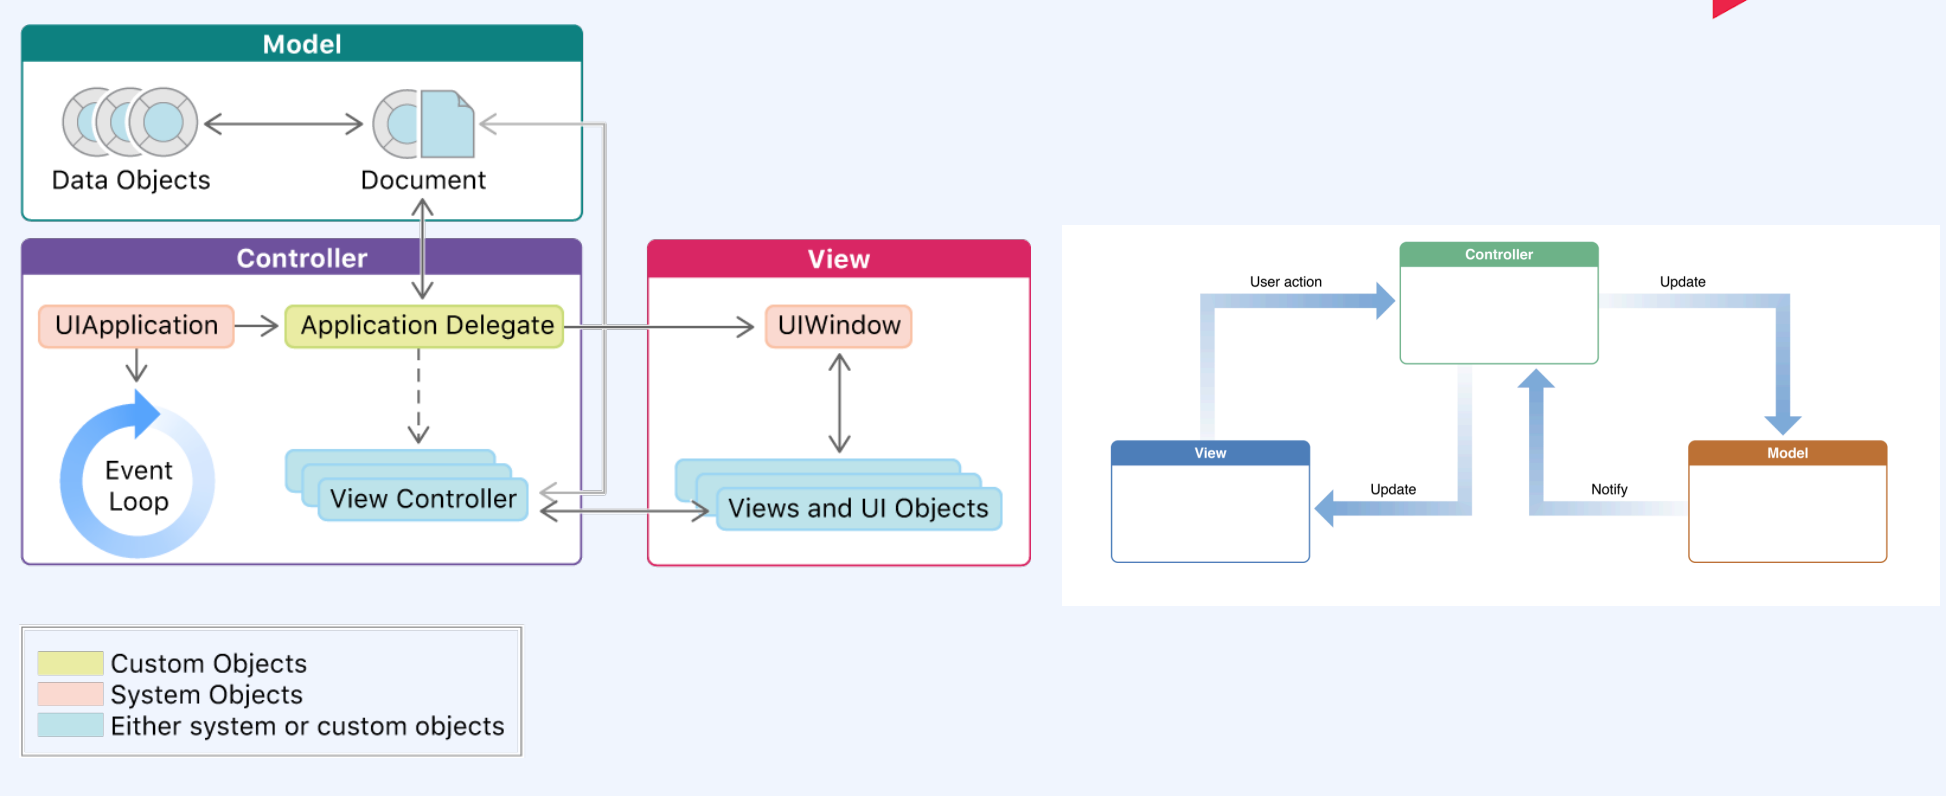 Model
Data Objects
Document
Controller
UIApplication
Application Delegate
Event
Loop
View Controller
View
UIWindow
Views and UI Objects
Custom Objects
System Objects
Either system or custom objects
Controller
User action
Update
View
Update
Notify
Model